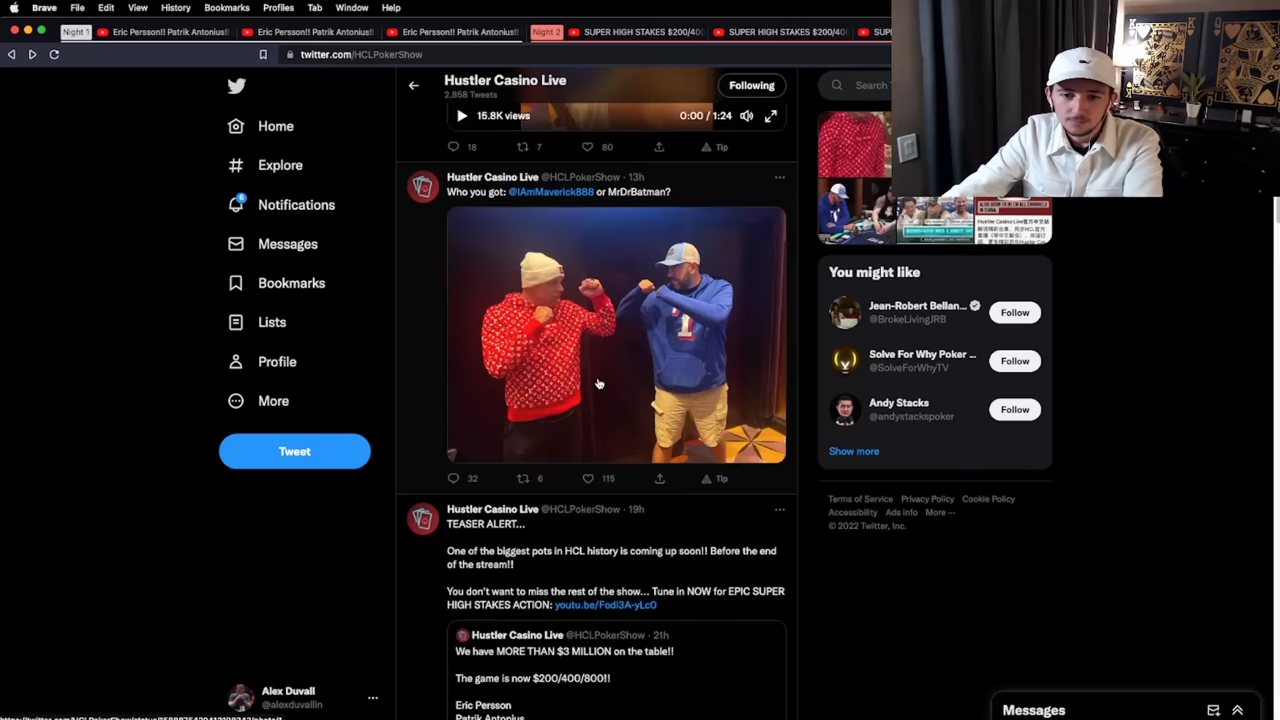 Brave File Edit View History Bookmarks Profiles Tab Window Help
Night 1 Eric Persson!! Patrik Antonius!! Eric Persson!! Patrik Antonius!! Eric Persson!! Patrik Antonius!! Night 2 SUPER HIGH STAKES $200/40 SUPER HIGH STAKES $200/40 SUP
twitter.com/HCLPokerShow
Hustler Casino Live
2,858 Tweets
Following
Search
15.8K views 0:00 / 1:24
18 7 80 Tip
Home
Explore
6
Notifications
Messages
Bookmarks
Lists
Profile
More
Tweet
Hustler Casino Live @HCLPokerShow · 13h
Who you got: @IAmMaverick888 or MrDrBatman?
32 6 115 Tip
Hustler Casino Live @HCLPokerShow · 19h
TEASER ALERT...
One of the biggest pots in HCL history is coming up soon!! Before the end
of the stream!!
You don't want to miss the rest of the show... Tune in NOW for EPIC SUPER
HIGH STAKES ACTION: youtu.be/Fodi3A-yLc0
Hustler Casino Live @HCLPokerShow · 21h
We have MORE THAN $3 MILLION on the table!!
The game is now $200/400/800!!
Eric Persson
Patrik Antonius
You might like
Jean-Robert Bellan...
@BrokeLivingJRB
Follow
Solve For Why Poker ...
@SolveForWhyTV
Follow
Andy Stacks
@andystackspoker
Follow
Show more
Terms of Service Privacy Policy Cookie Policy
Accessibility Ads info More ...
© 2022 Twitter, Inc.
Alex Duvall
@alexduvallin
Messages